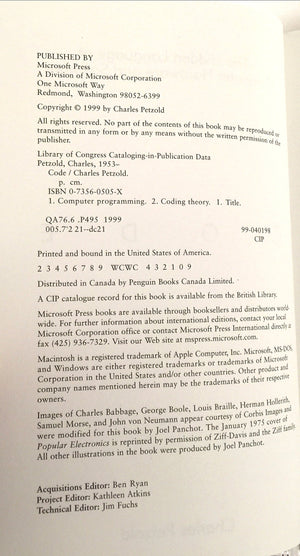 PUBLISHED BY
Microsoft Press
A Division of Microsoft Corporation
One Microsoft Way
Redmond, Washington 98052-6399
Copyright © 1999 by Charles Petzold
All rights reserved. No part of the contents of this book may be reproduced or
transmitted in any form or by any means without the written permission of the
publisher.
Library of Congress Cataloging-in-Publication Data
Petzold, Charles, 1953–
Code / Charles Petzold.
p. cm.
ISBN 0-7356-0505-X
1. Computer programming. 2. Coding theory. I. Title.
QA76.6 .P495 1999
005.7'2 21--dc21 99-040198
CIP
Printed and bound in the United States of America.
2 3 4 5 6 7 8 9 WCWC 4 3 2 1 0 9
Distributed in Canada by Penguin Books Canada Limited.
A CIP catalogue record for this book is available from the British Library.
Microsoft Press books are available through booksellers and distributors world-
wide. For further information about international editions, contact your local
Microsoft Corporation office or contact Microsoft Press International directly at
fax (425) 936-7329. Visit our Web site at mspress.microsoft.com.
Macintosh is a registered trademark of Apple Computer, Inc. Microsoft, MS-DOS,
and Windows are either registered trademarks or trademarks of Microsoft
Corporation in the United States and/or other countries. Other product and
company names mentioned herein may be the trademarks of their respective
owners.
Images of Charles Babbage, George Boole, Louis Braille, Herman Hollerith,
Samuel Morse, and John von Neumann appear courtesy of Corbis Images and
were modified for this book by Joel Panchot. The January 1975 cover of
Popular Electronics is reprinted by permission of Ziff-Davis and the Ziff family.
All other illustrations in the book were produced by Joel Panchot.
Acquisitions Editor: Ben Ryan
Project Editor: Kathleen Atkins
Technical Editor: Jim Fuchs